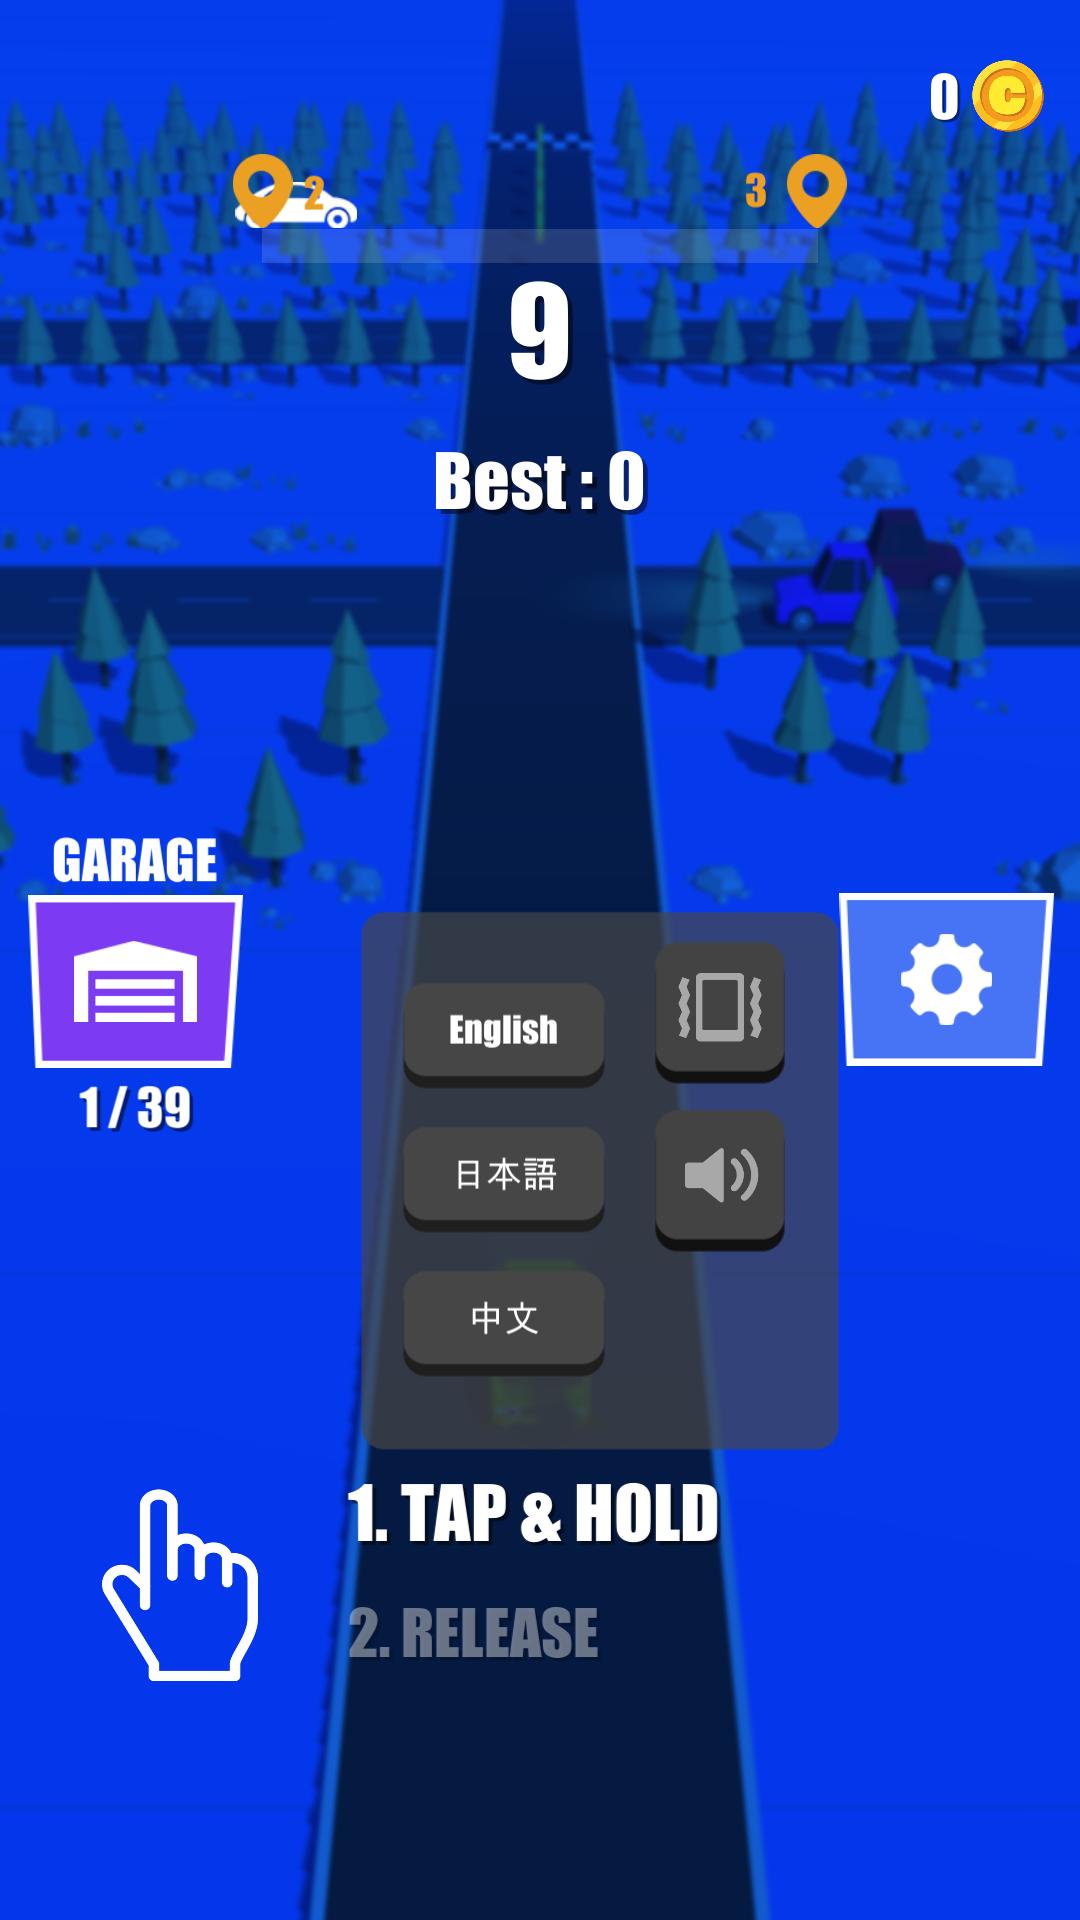 0
2
3
9
Best : 0
GARAGE
1 / 39
English
日本語
中文
1. TAP & HOLD
2. RELEASE